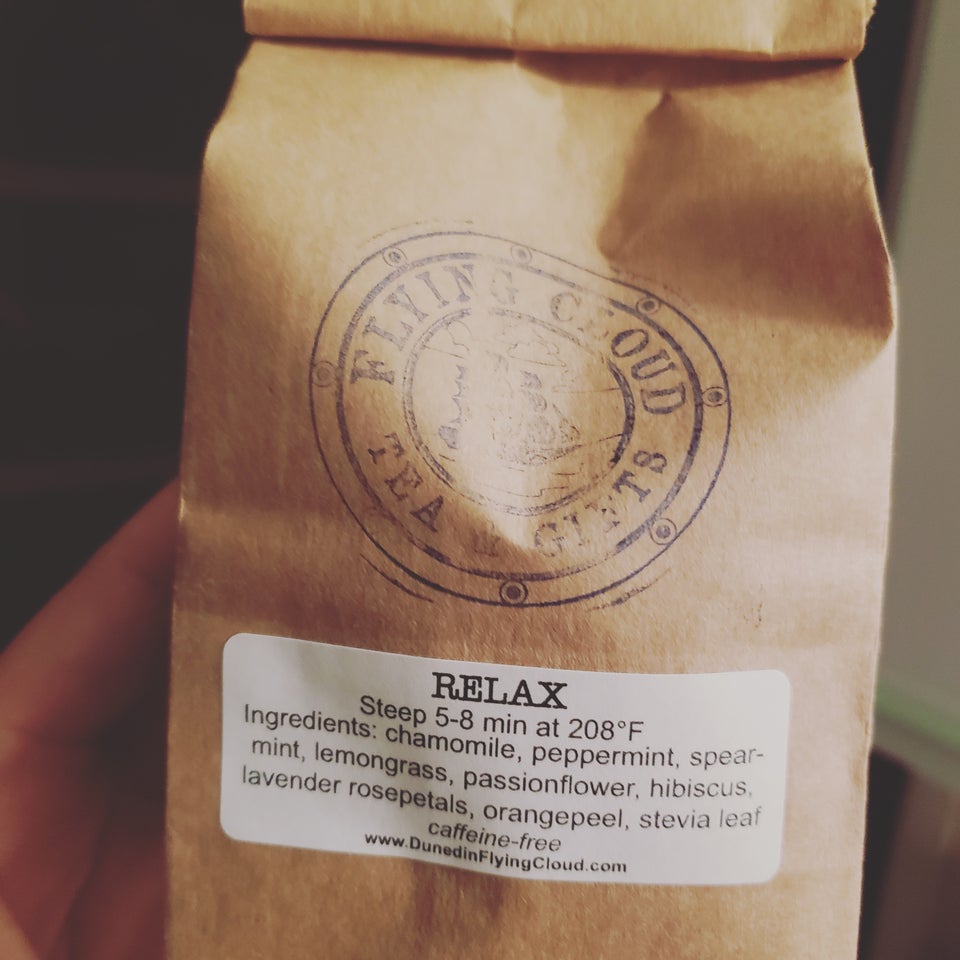 FLYING CLOUD
TEA & GIFTS
RELAX
Steep 5-8 min at 208°F
Ingredients: chamomile, peppermint, spear-
mint, lemongrass, passionflower, hibiscus,
lavender rosepetals, orangepeel, stevia leaf
caffeine-free
www.DunedinFlyingCloud.com